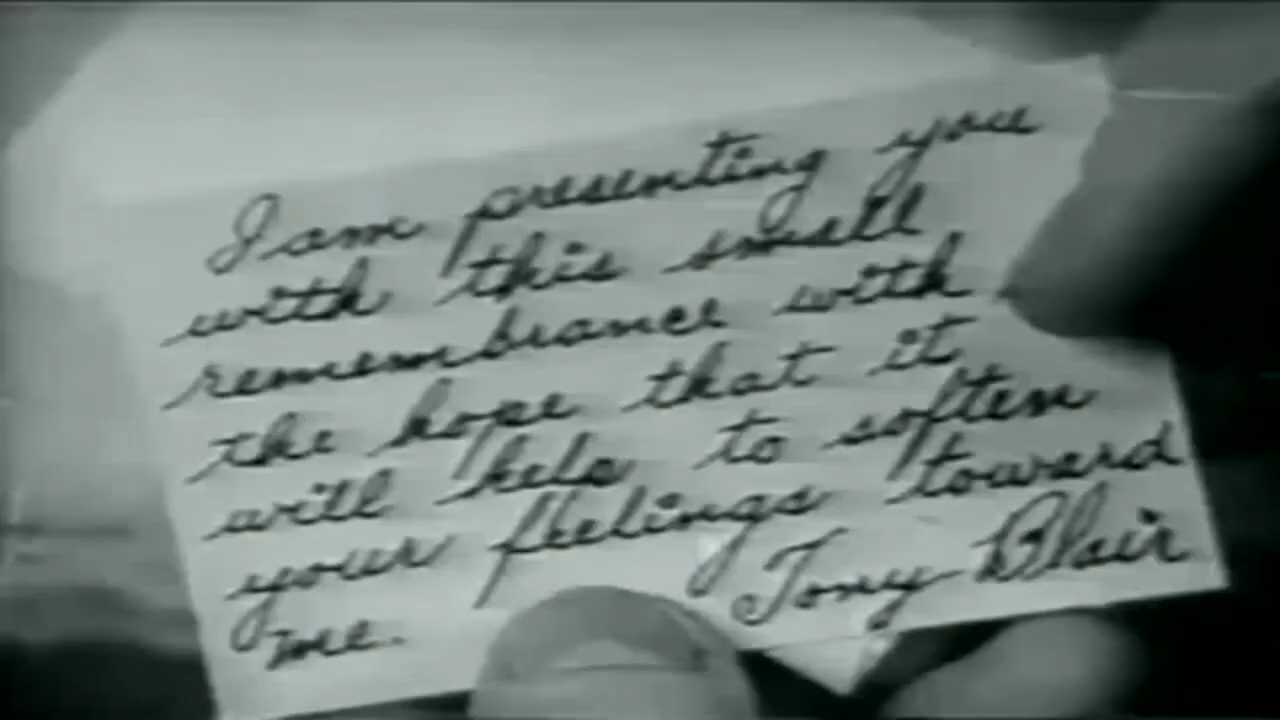 I am presenting you
with this small
remembrance with
the hope that it
will help to soften
your feelings toward
me.
Tony Blair